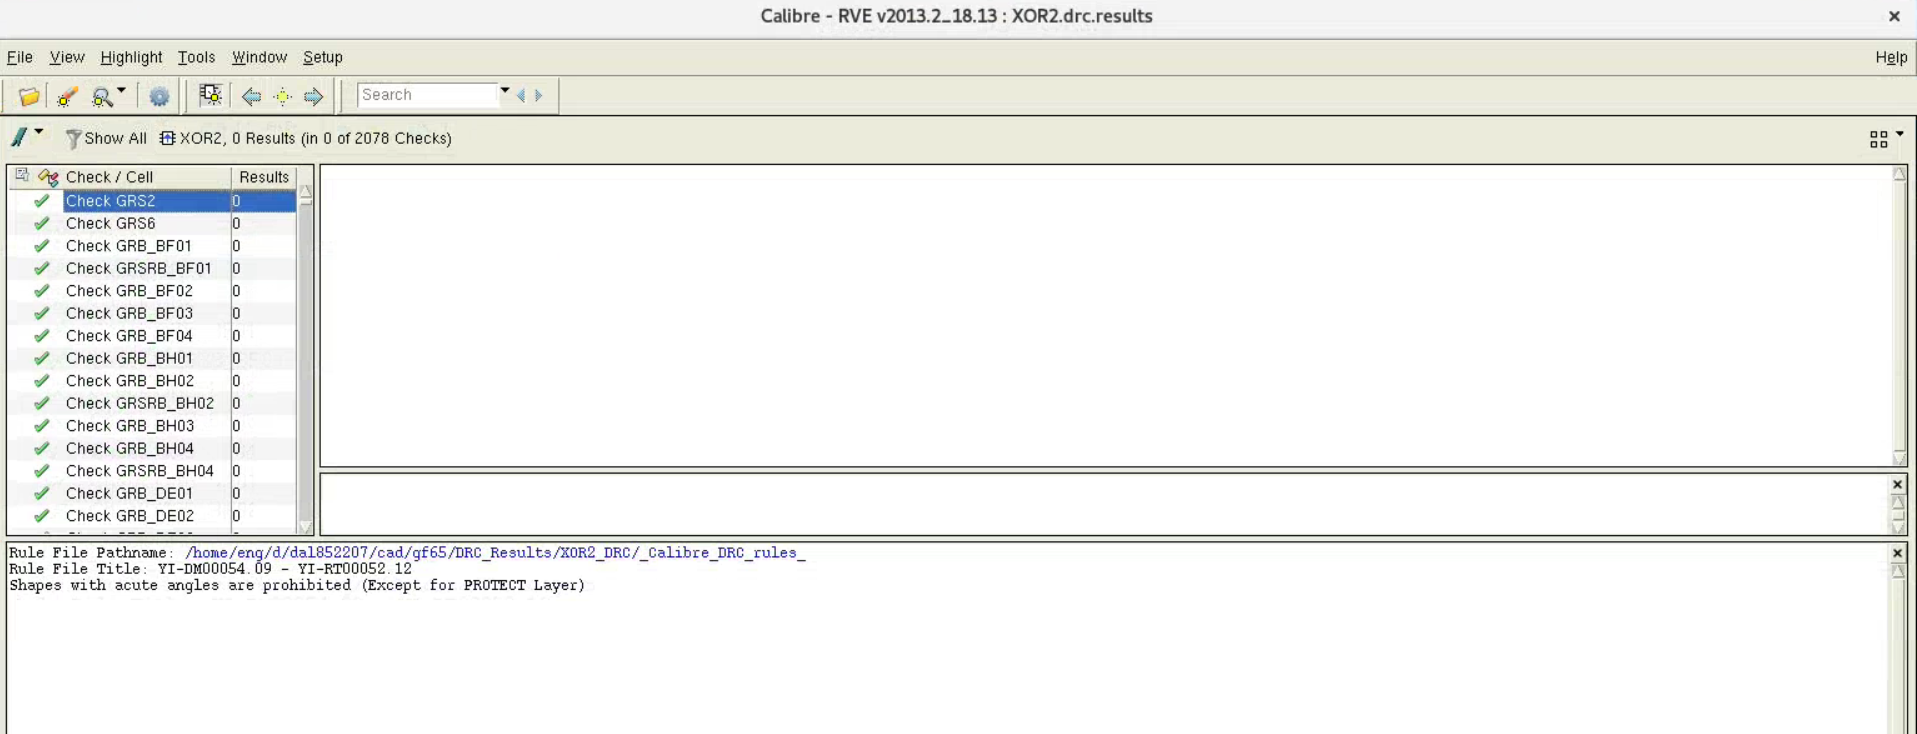 Calibre - RVE v2013.2_18.13 : XOR2.drc.results
×
File View Highlight Tools Window Setup Help
Search
Show All XOR2, 0 Results (in 0 of 2078 Checks)
Check / Cell Results
Check GRS2 0
Check GRS6 0
Check GRB_BF01 0
Check GRSRB_BF01 0
Check GRB_BF02 0
Check GRB_BF03 0
Check GRB_BF04 0
Check GRB_BH01 0
Check GRB_BH02 0
Check GRSRB_BH02 0
Check GRB_BH03 0
Check GRB_BH04 0
Check GRSRB_BH04 0
Check GRB_DE01 0
Check GRB_DE02 0
Rule File Pathname: /home/eng/d/dal852207/cad/gf65/DRC_Results/XOR2_DRC/_Calibre_DRC_rules_
Rule File Title: YI-DM00054.09 - YI-RT00052.12
Shapes with acute angles are prohibited (Except for PROTECT Layer)